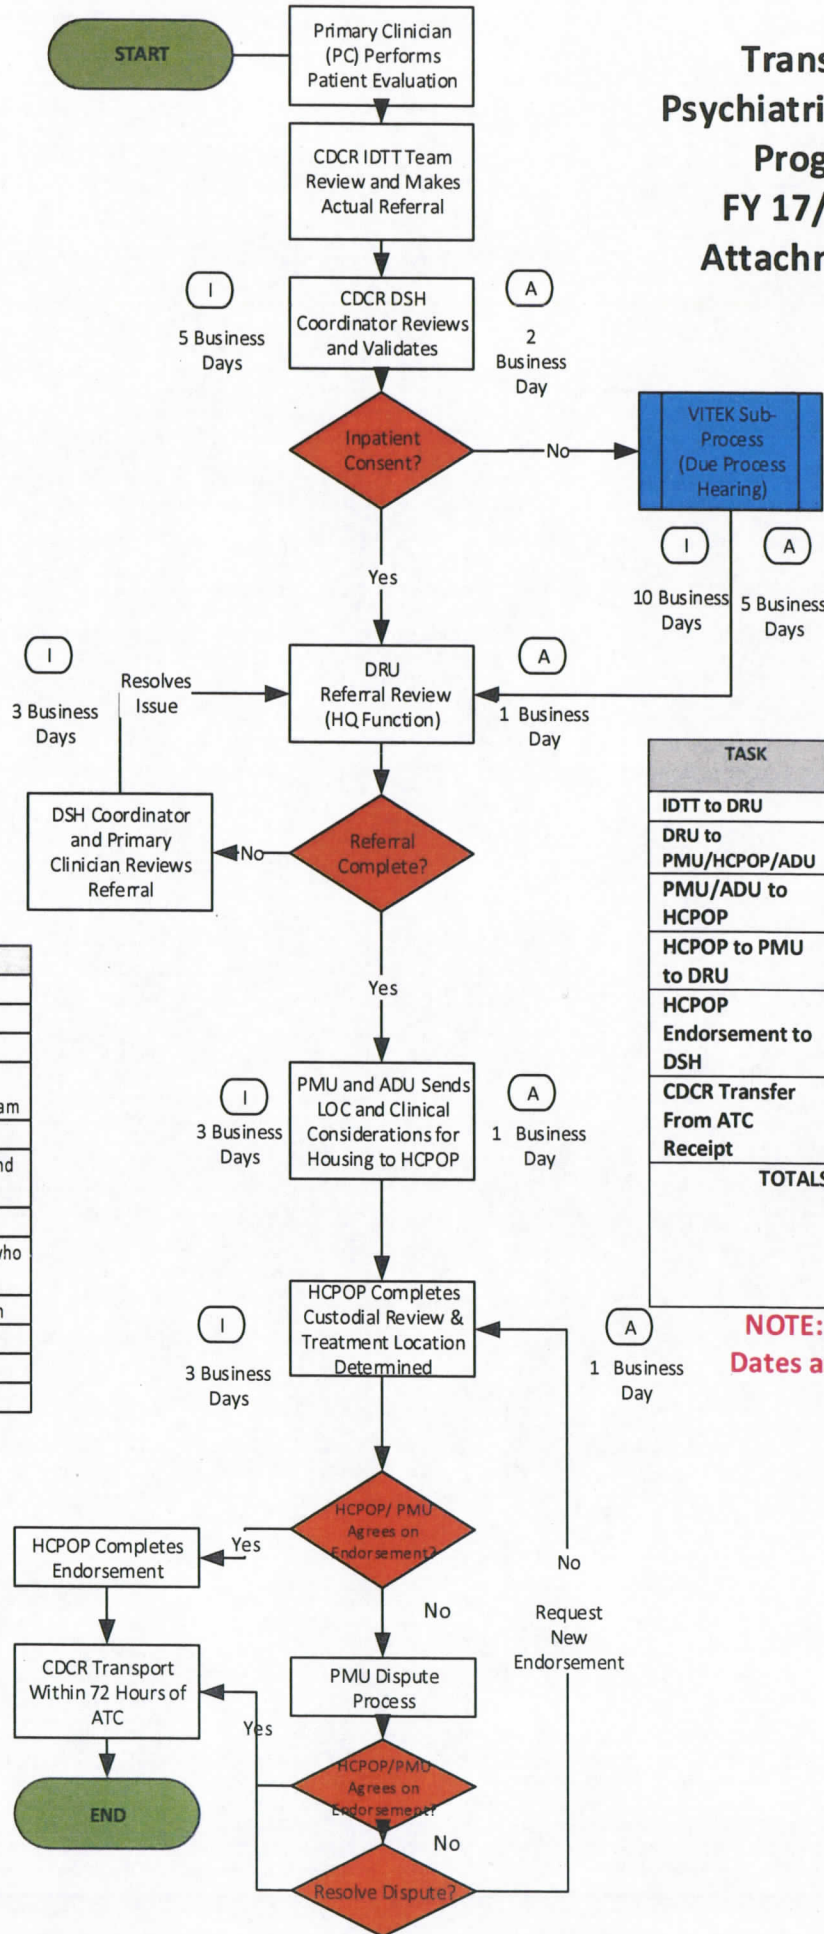 START
Primary Clinician
(PC) Performs
Patient Evaluation
Trans
Psychiatri
Prog
FY 17/
Attachr
CDCR IDTT Team
Review and Makes
Actual Referral
I
5 Business
Days
CDCR DSH
Coordinator Reviews
and Validates
A
2
Business
Day
Inpatient
Consent?
No
VITEK Sub-
Process
(Due Process
Hearing)
I
10 Business
Days
A
5 Business
Days
Yes
I
3 Business
Days
Resolves
Issue
DRU
Referral Review
(HQ Function)
A
1 Business
Day
DSH Coordinator
and Primary
Clinician Reviews
Referral
No
Referral
Complete?
TASK
IDTT to DRU
DRU to
PMU/HCPOP/ADU
PMU/ADU to
HCPOP
HCPOP to PMU
to DRU
HCPOP
Endorsement to
DSH
CDCR Transfer
From ATC
Receipt
TOTALS
Yes
am
nd
who
n
I
3 Business
Days
PMU and ADU Sends
LOC and Clinical
Considerations for
Housing to HCPOP
A
1 Business
Day
I
3 Business
Days
HCPOP Completes
Custodial Review &
Treatment Location
Determined
A
1 Business
Day
NOTE:
Dates a
HCPOP/ PMU
Agrees on
Endorsement?
Yes
HCPOP Completes
Endorsement
No
No
Request
New
Endorsement
CDCR Transport
Within 72 Hours of
ATC
PMU Dispute
Process
Yes
HCPOP/PMU
Agrees on
Endorsement?
END
No
Resolve Dispute?